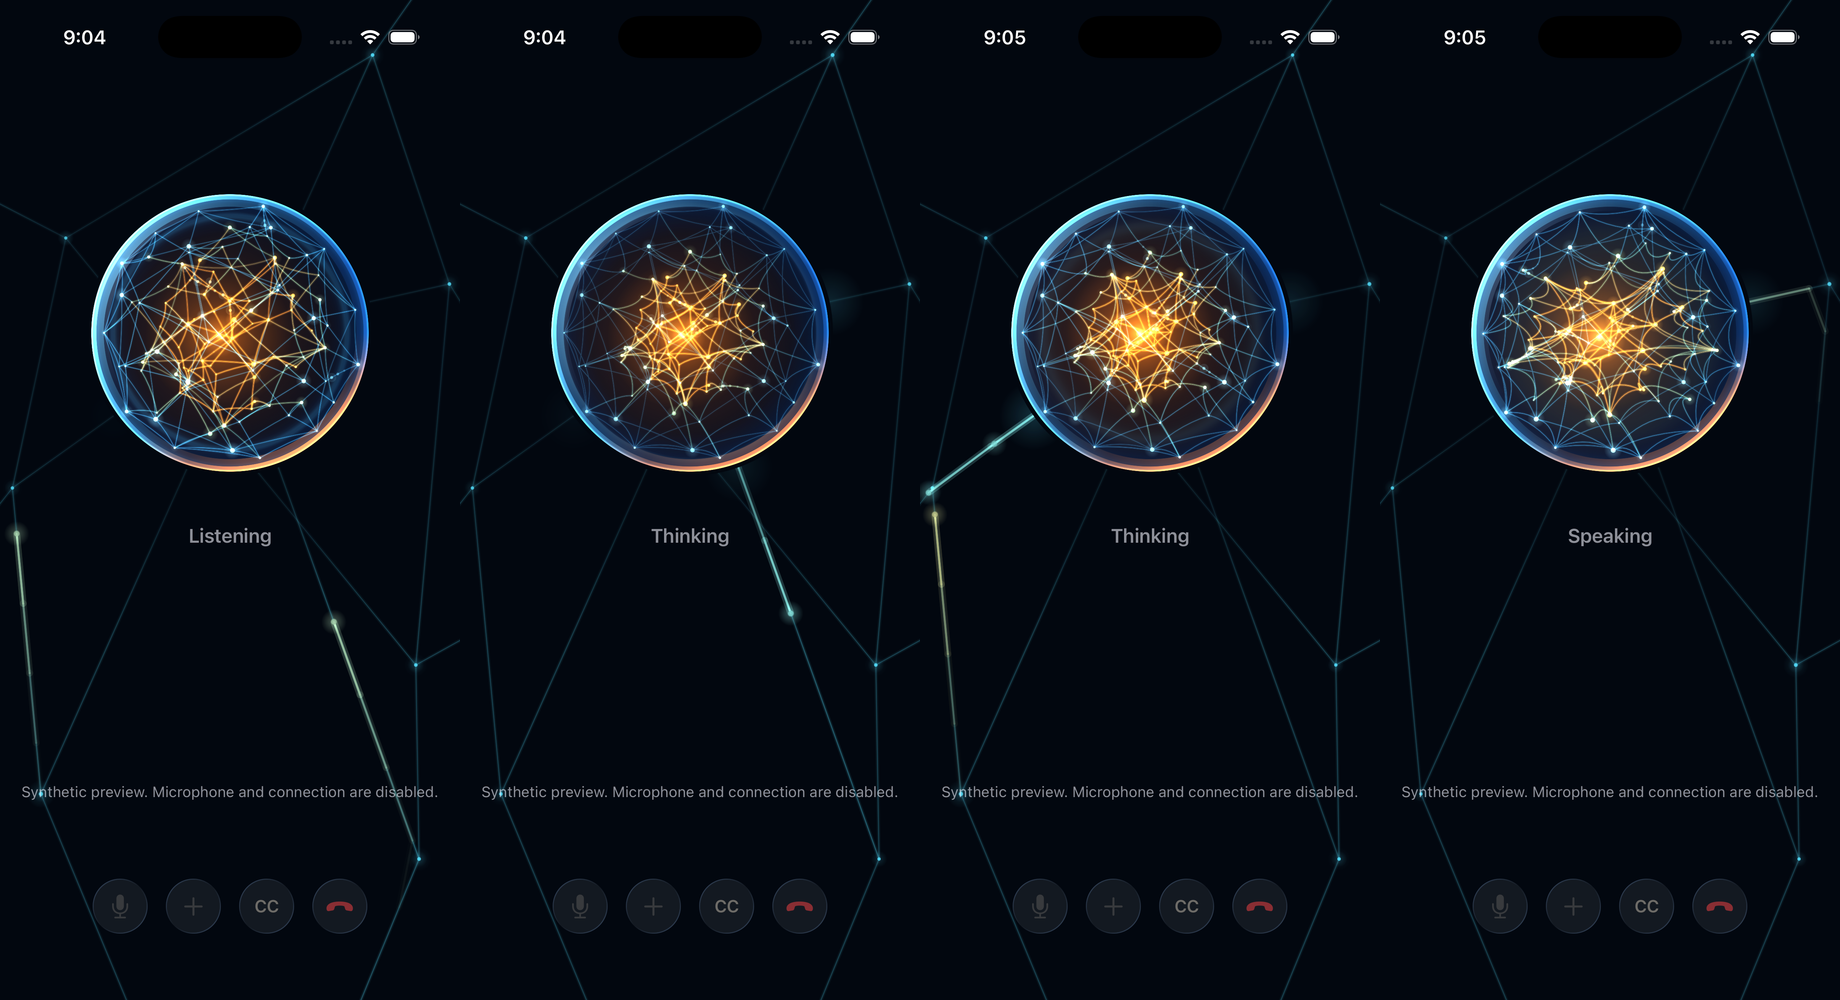 9:04
Listening
Synthetic preview. Microphone and connection are disabled.
CC
9:04
Thinking
Synthetic preview. Microphone and connection are disabled.
CC
9:05
Thinking
Synthetic preview. Microphone and connection are disabled.
CC
9:05
Speaking
Synthetic preview. Microphone and connection are disabled.
CC